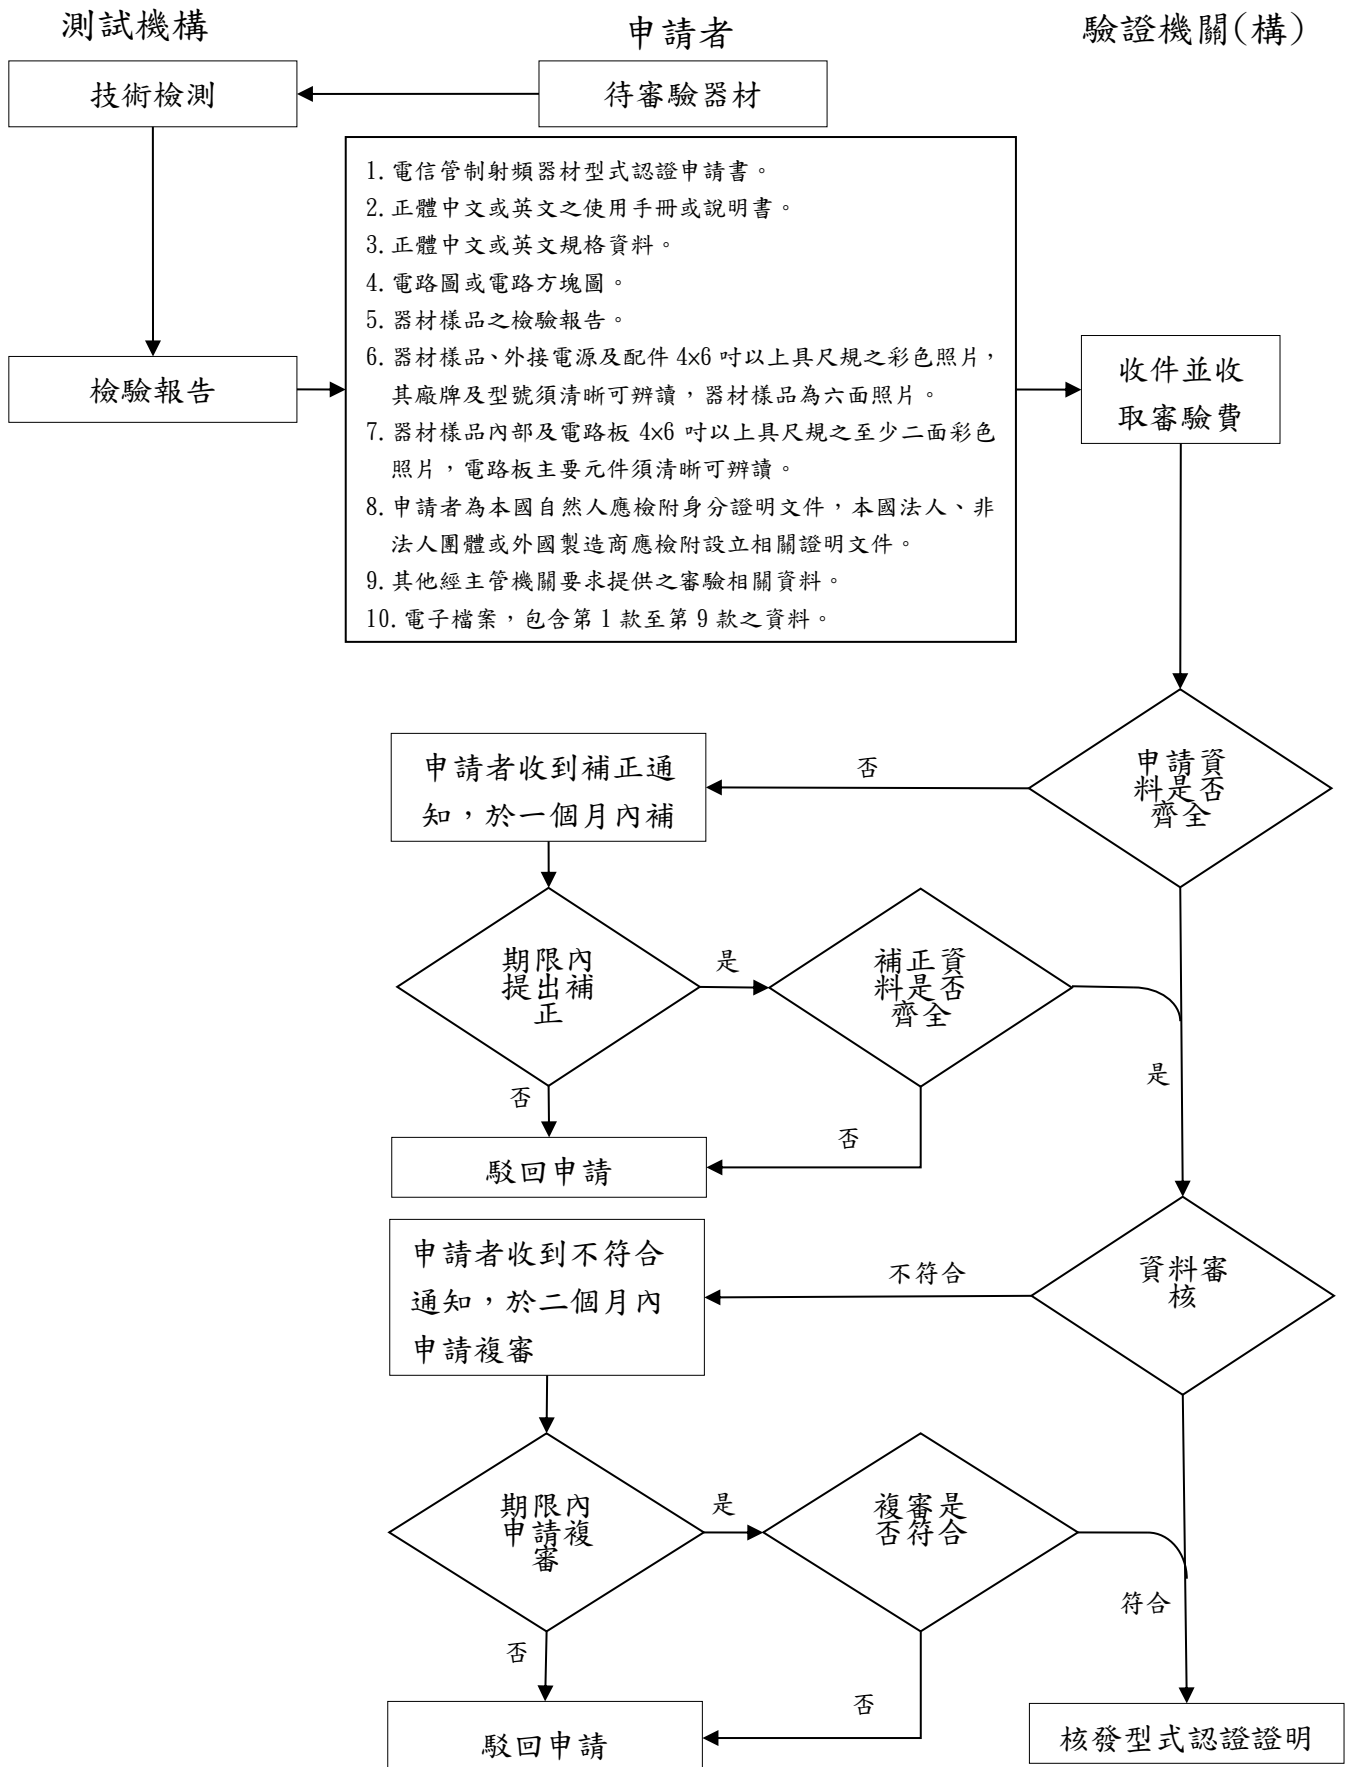 測試機構
申請者
驗證機關(構)
技術檢測
待審驗器材
1.電信管制射頻器材型式認證申請書。
2.正體中文或英文之使用手冊或說明書。
3.正體中文或英文規格資料。
4.電路圖或電路方塊圖。
5.器材樣品之檢驗報告。
6.器材樣品、外接電源及配件 4×6 吋以上具尺規之彩色照片，
其廠牌及型號須清晰可辨讀，器材樣品為六面照片。
7.器材樣品內部及電路板 4×6 吋以上具尺規之至少二面彩色
照片，電路板主要元件須清晰可辨讀。
8.申請者為本國自然人應檢附身分證明文件，本國法人、非
法人團體或外國製造商應檢附設立相關證明文件。
9.其他經主管機關要求提供之審驗相關資料。
10.電子檔案，包含第 1 款至第 9 款之資料。
檢驗報告
收件並收
取審驗費
申請資
料是否
齊全
否
申請者收到補正通
知，於一個月內補
期限內
提出補
正
是
補正資
料是否
齊全
是
否
否
駁回申請
申請者收到不符合
通知，於二個月內
申請複審
不符合
資料審
核
期限內
申請複
審
是
複審是
否符合
符合
否
否
駁回申請
核發型式認證證明